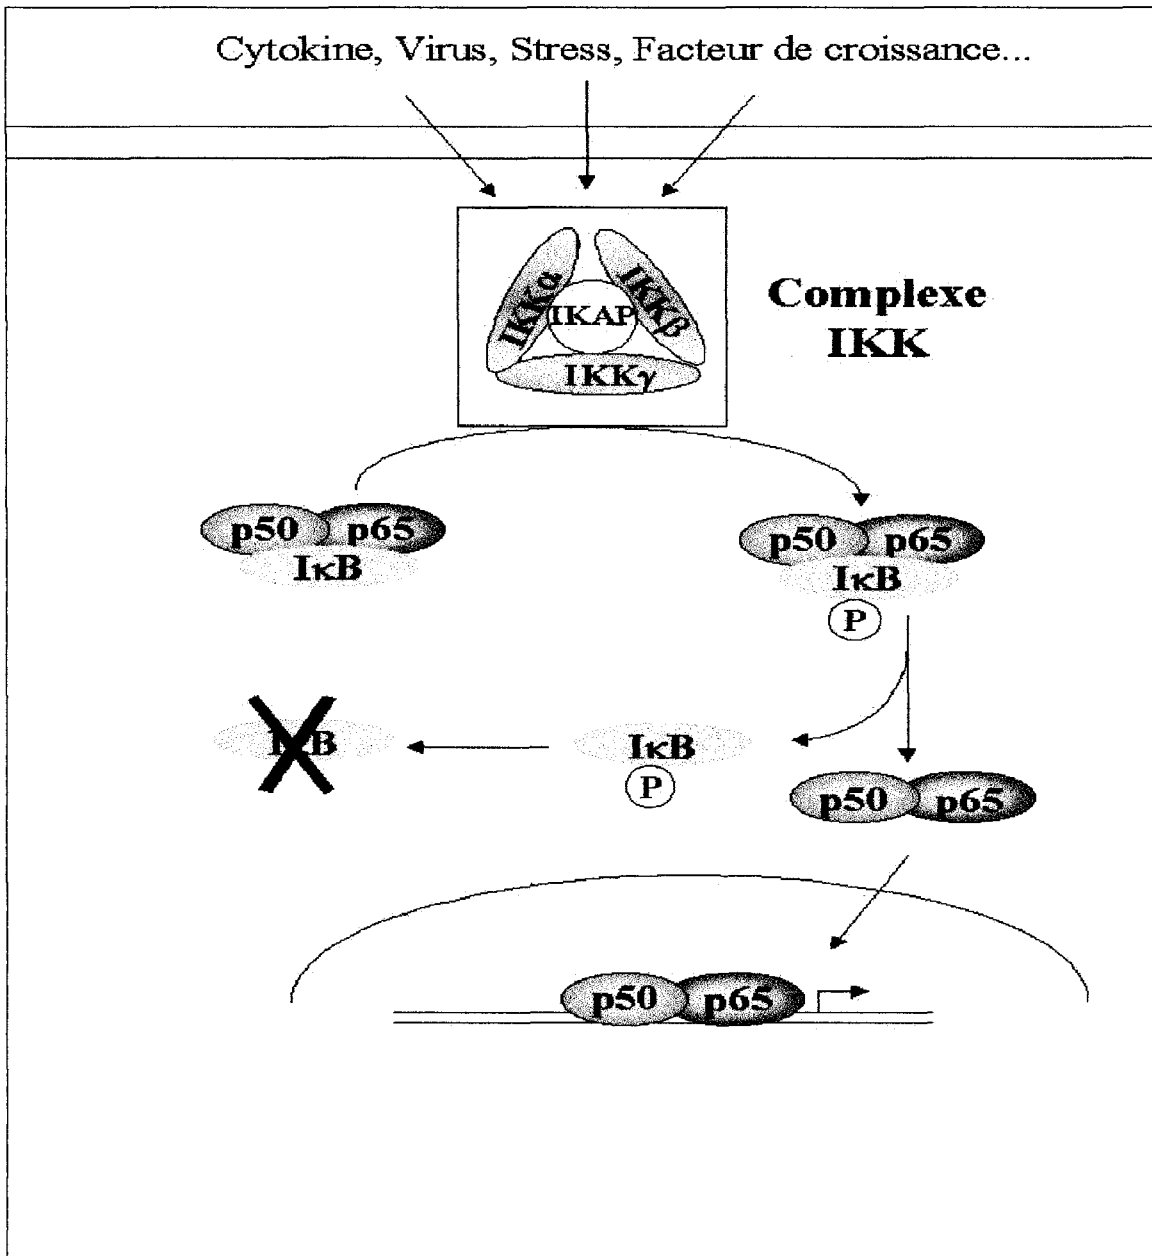 Cytokine, Virus, Stress, Facteur de croissance...
IKKα
IKKβ
IKAP
IKKγ
Complexe
IKK
p50 p65
IκB
p50 p65
IκB
P
IκB
IκB
P
p50 p65
p50 p65